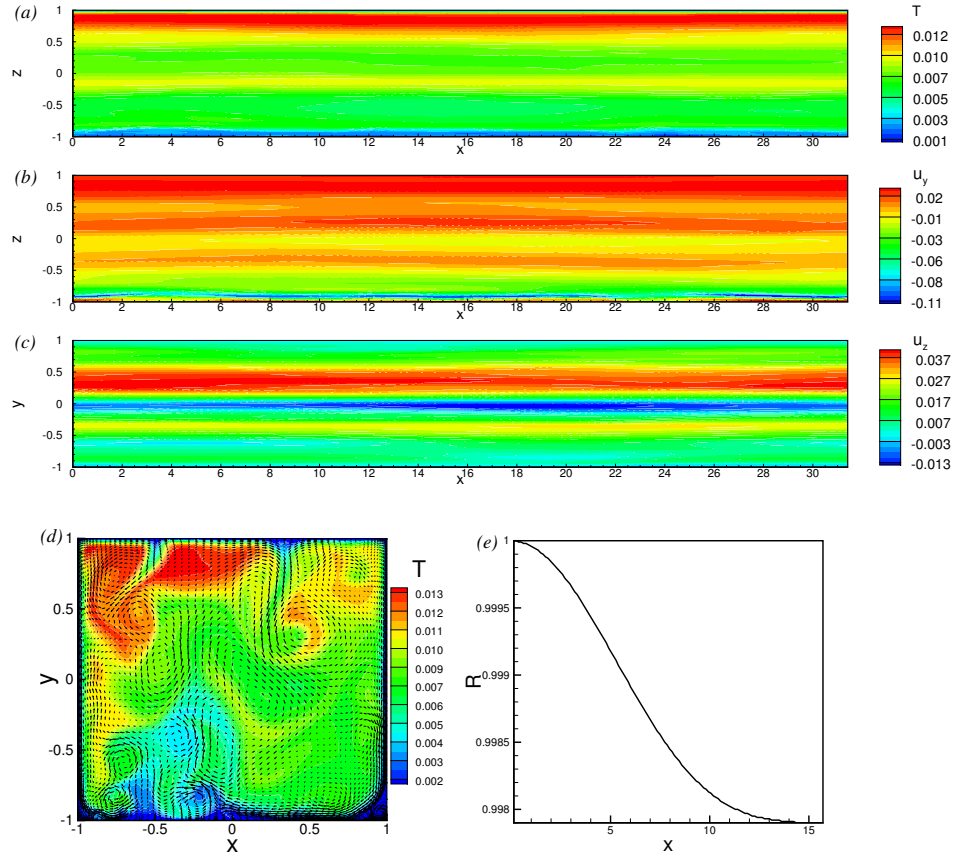 (a)
T
1
0.5
0
-0.5
-1
z
0 2 4 6 8 10 12 14 16 18 20 22 24 26 28 30
x
0.012
0.010
0.007
0.005
0.001
(b)
u_y
1
0.5
0
-0.5
-1
z
0 2 4 6 8 10 12 14 16 18 20 22 24 26 28 30
x
0.02
-0.01
-0.03
-0.06
-0.08
-0.11
(c)
u_z
1
0.5
0
-0.5
-1
y
0 2 4 6 8 10 12 14 16 18 20 22 24 26 28 30
x
0.037
0.027
0.017
0.007
-0.003
-0.013
(d)
1
0.5
0
-0.5
-1
y
-1 -0.5 0 0.5 1
x
T
0.013
0.012
0.011
0.010
0.009
0.007
0.006
0.005
0.004
0.003
0.002
(e)
1
0.9995
0.999
0.9985
0.998
R
5 10 15
x